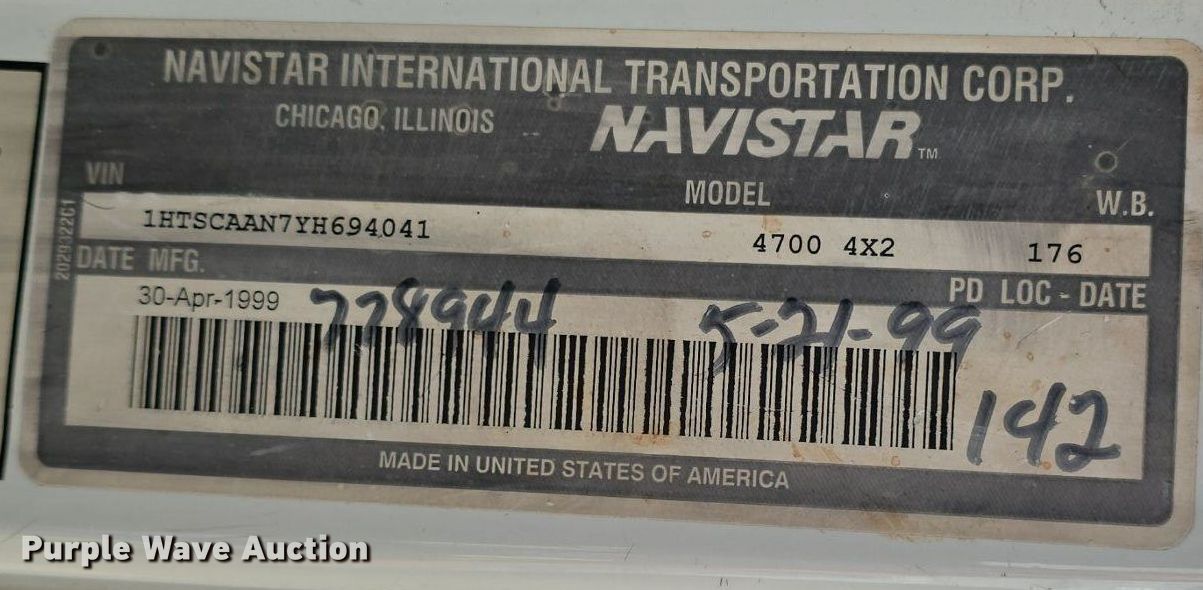 NAVISTAR INTERNATIONAL TRANSPORTATION CORP.
CHICAGO, ILLINOIS NAVISTAR TM
VIN MODEL W.B.
1HTSCAAN7YH694041 4700 4X2 176
2029322C1
DATE MFG. PD LOC - DATE
30-Apr-1999 778944 5-21-99
142
MADE IN UNITED STATES OF AMERICA
Purple Wave Auction